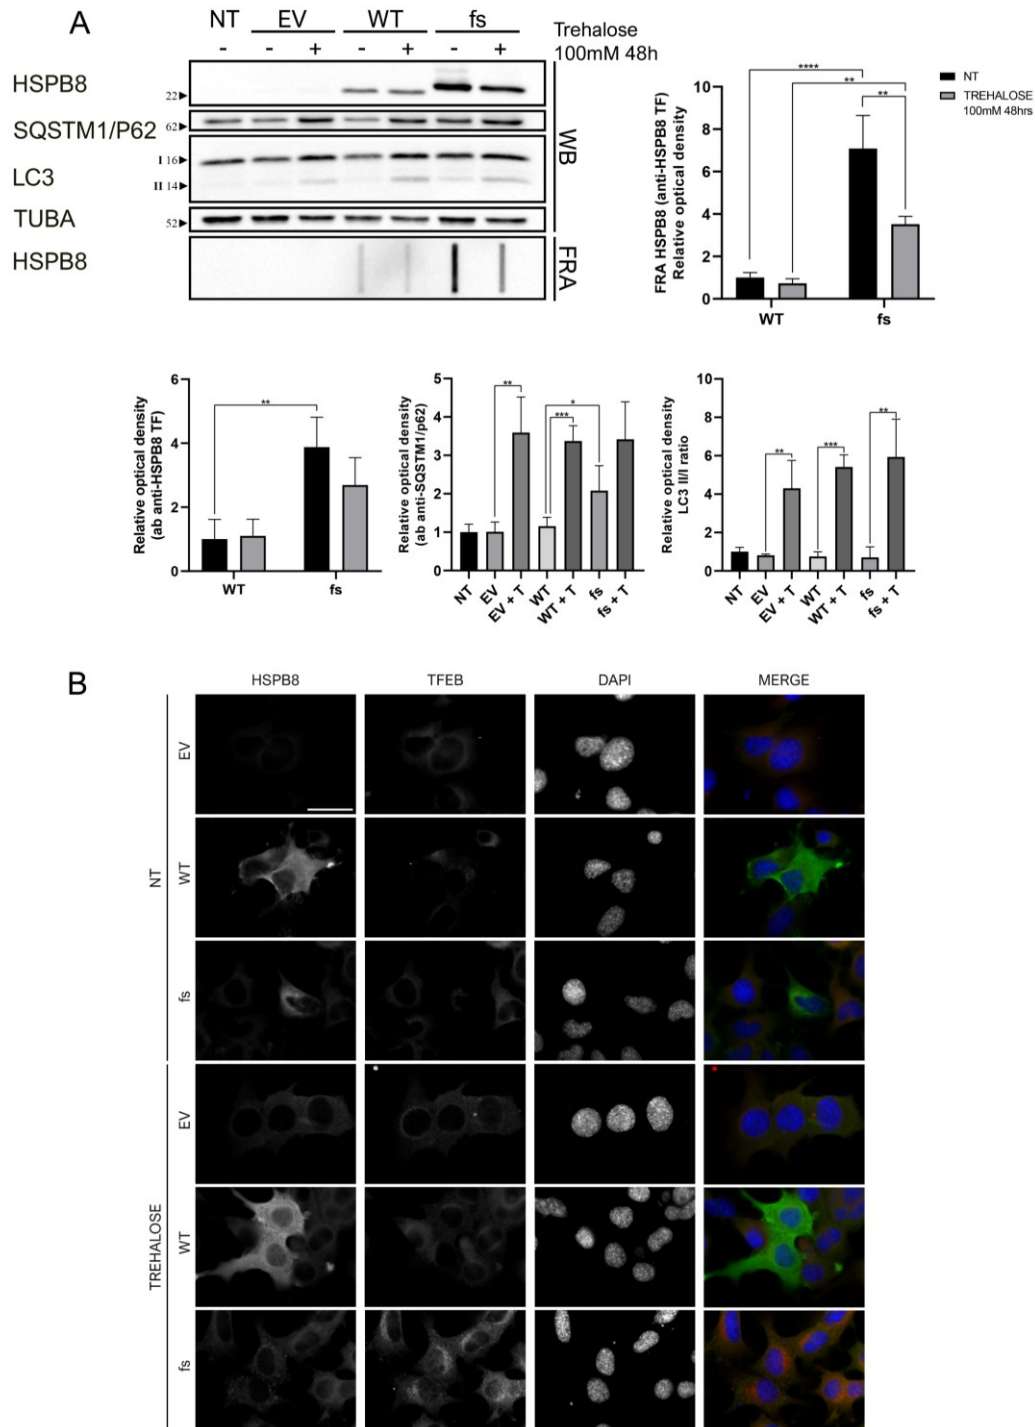 A
NT EV WT fs
- - + - + - +
Trehalose
100mM 48h
HSPB8
22
SQSTM1/P62
62
LC3
I 16
II 14
TUBA
52
HSPB8
WB
FRA
FRA HSPB8 (anti-HSPB8 TF)
Relative optical density
10
8
6
4
2
0
****
**
**
WT fs
NT
TREHALOSE
100mM 48hrs
Relative optical density
(ab anti-HSPB8 TF)
6
4
2
0
**
WT fs
Relative optical density
(ab anti-SQSTM1/p62)
5
4
3
2
1
0
**
*
***
NT EV EV + T WT WT + T fs fs + T
Relative optical density
LC3 II/I ratio
10
8
6
4
2
0
**
***
**
NT EV EV + T WT WT + T fs fs + T
B
HSPB8 TFEB DAPI MERGE
NT
EV
WT
fs
TREHALOSE
EV
WT
fs